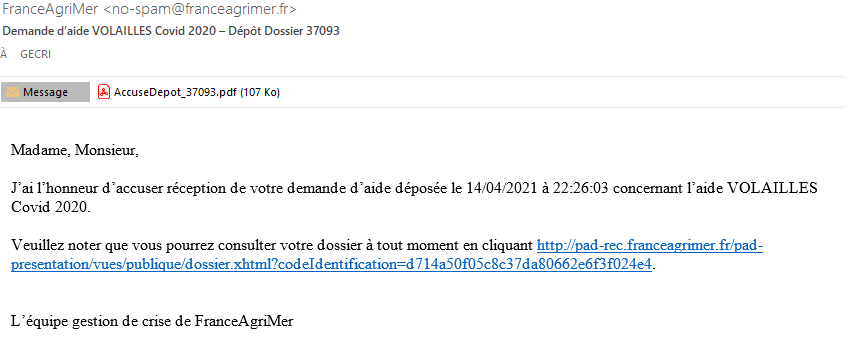 FranceAgriMer <no-spam@franceagrimer.fr>
Demande d’aide VOLAILLES Covid 2020 – Dépôt Dossier 37093
À GECRI
Message AccuseDepot_37093.pdf (107 Ko)
Madame, Monsieur,
J’ai l’honneur d’accuser réception de votre demande d’aide déposée le 14/04/2021 à 22:26:03 concernant l’aide VOLAILLES
Covid 2020.
Veuillez noter que vous pourrez consulter votre dossier à tout moment en cliquant http://pad-rec.franceagrimer.fr/pad-
presentation/vues/publique/dossier.xhtml?codeIdentification=d714a50f05c8c37da80662e6f3f024e4.
L’équipe gestion de crise de FranceAgriMer